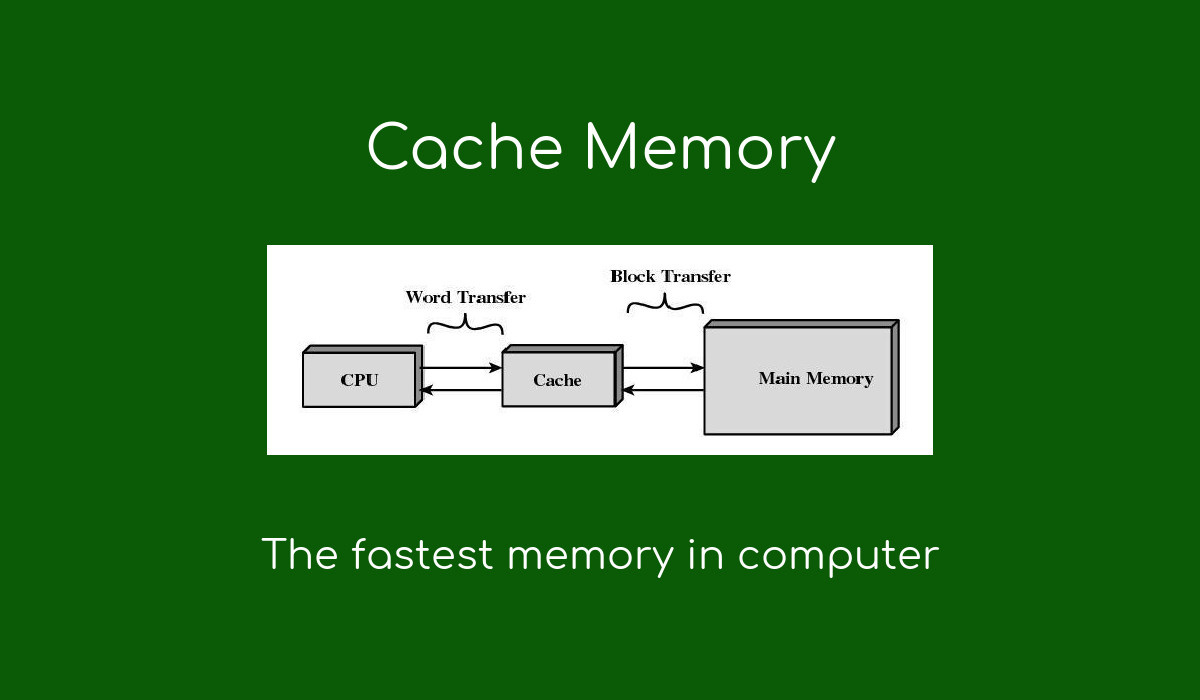 Cache Memory
Block Transfer
Word Transfer
CPU
Cache
Main Memory
The fastest memory in computer